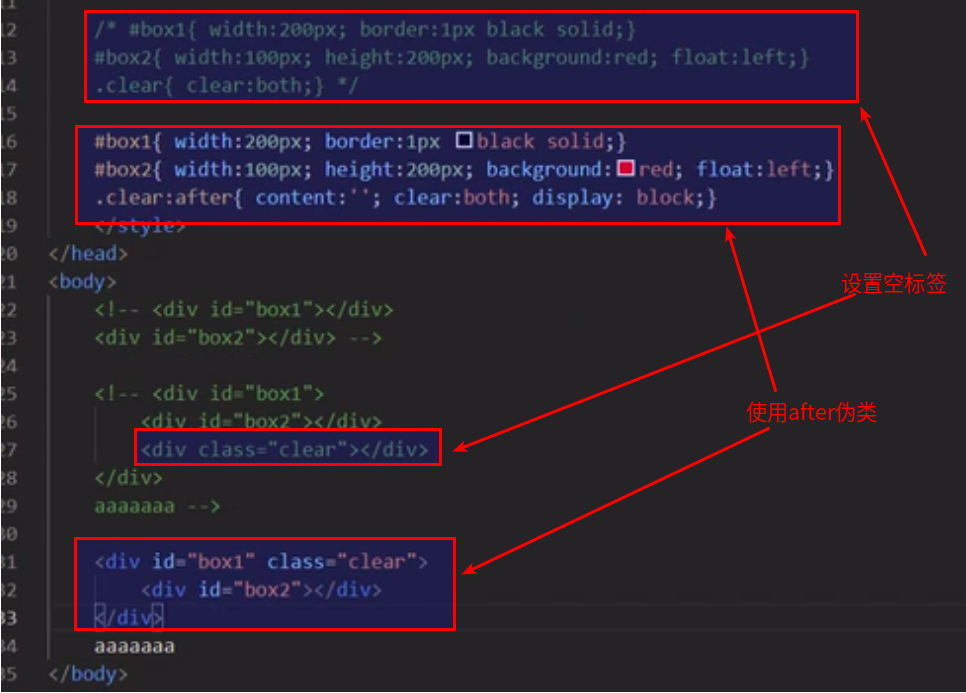 11
12 /* #box1{ width:200px; border:1px black solid;}
13 #box2{ width:100px; height:200px; background:red; float:left;}
14 .clear{ clear:both;} */
15
16 #box1{ width:200px; border:1px black solid;}
17 #box2{ width:100px; height:200px; background:red; float:left;}
18 .clear:after{ content:''; clear:both; display: block;}
19 </style>
20 </head>
21 <body>
设置空标签
22 <!-- <div id="box1"></div>
23 <div id="box2"></div> -->
24
25 <!-- <div id="box1">
使用after伪类
26 <div id="box2"></div>
27 <div class="clear"></div>
28 </div>
29 aaaaaaa -->
30
31 <div id="box1" class="clear">
32 <div id="box2"></div>
33 </div>
34 aaaaaaa
35 </body>